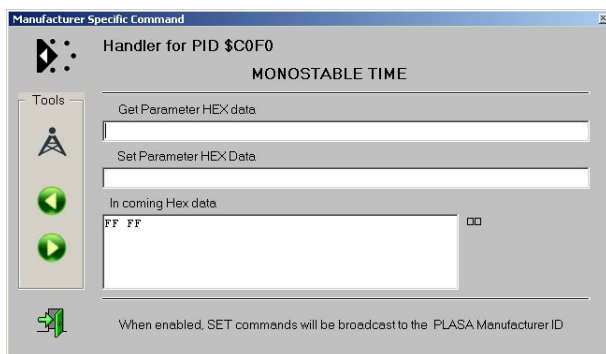 Manufacturer Specific Command
Handler for PID $C0F0
MONOSTABLE TIME
Tools
Get Parameter HEX data
Set Parameter HEX Data
In coming Hex data
FF FF
When enabled, SET commands will be broadcast to the PLASA Manufacturer ID